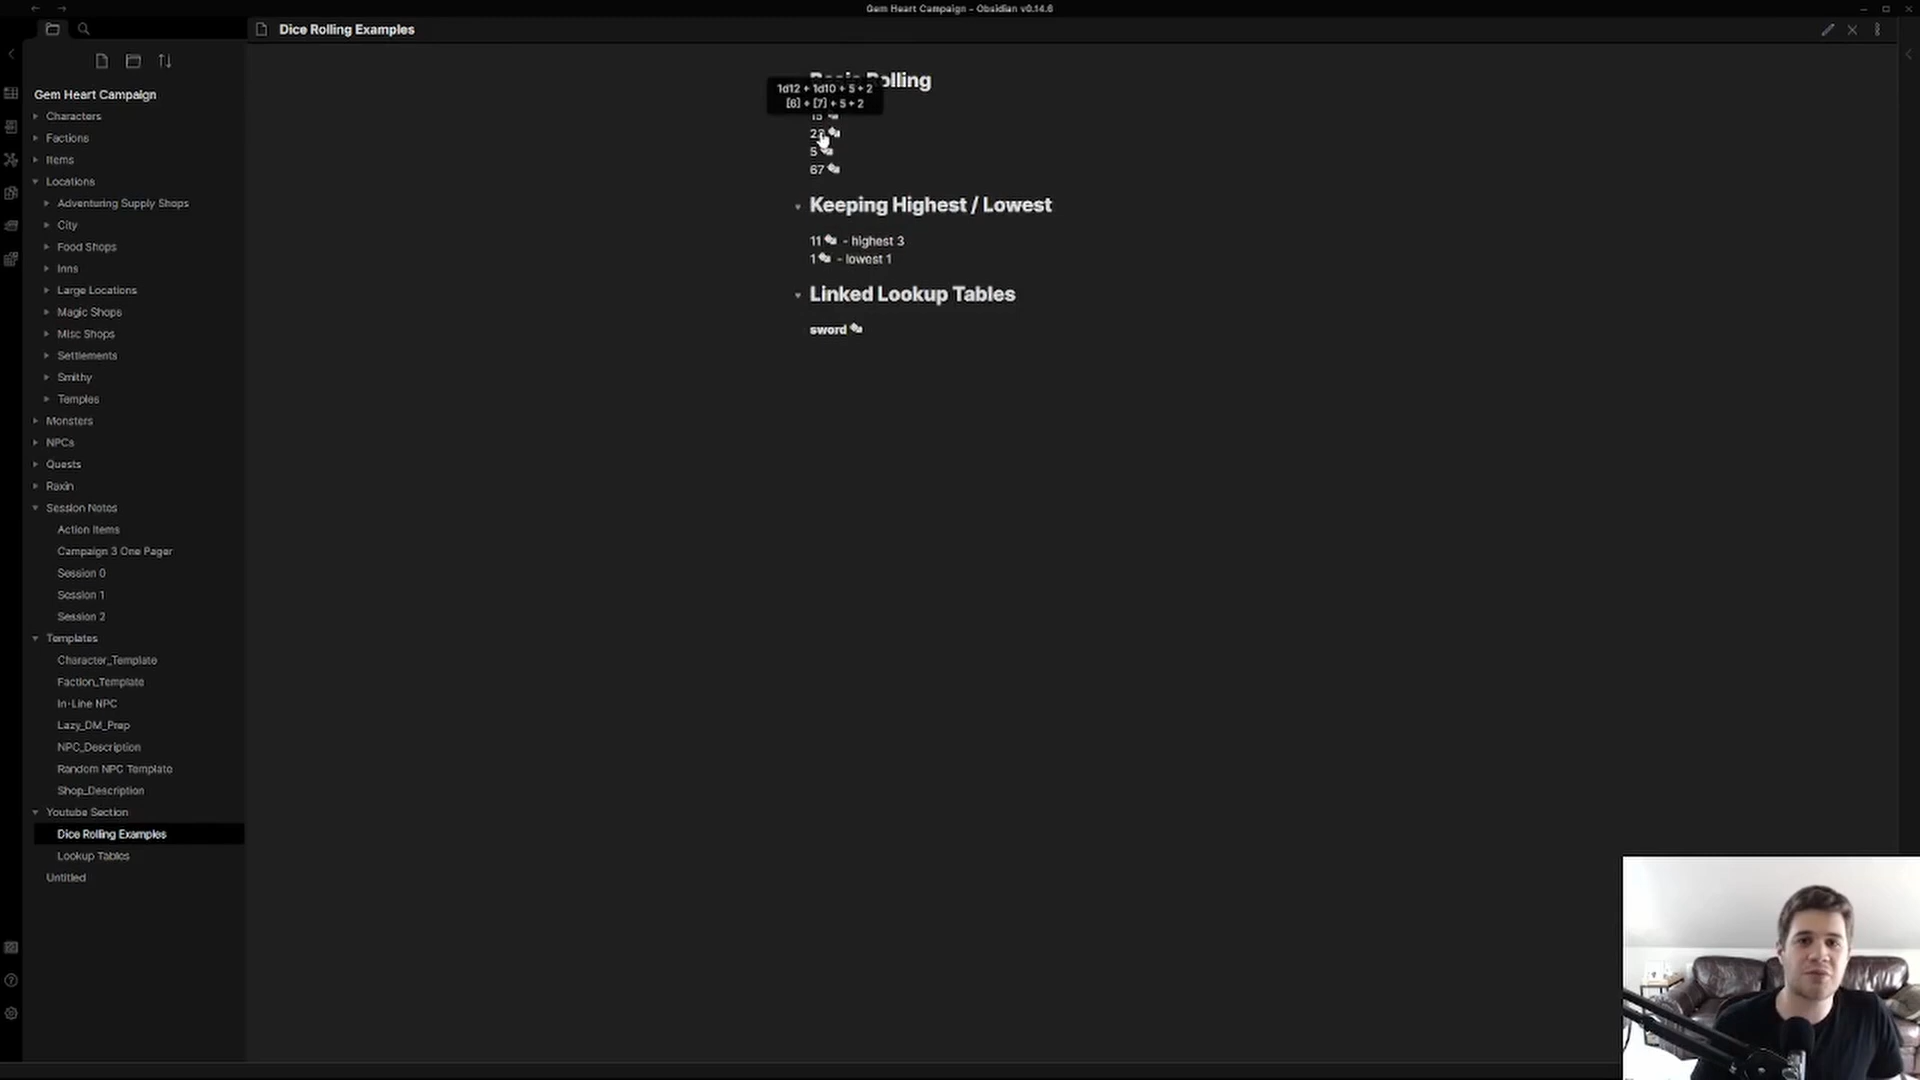 Gem Heart Campaign - Obsidian v0.14.6
Dice Rolling Examples
Gem Heart Campaign
Characters
Factions
Items
Locations
Adventuring Supply Shops
City
Food Shops
Inns
Large Locations
Magic Shops
Misc Shops
Settlements
Smithy
Temples
Monsters
NPCs
Quests
Raxin
Session Notes
Action Items
Campaign 3 One Pager
Session 0
Session 1
Session 2
Templates
Character_Template
Faction_Template
In-Line NPC
Lazy_DM_Prep
NPC_Description
Random NPC Template
Shop_Description
Youtube Section
Dice Rolling Examples
Lookup Tables
Untitled
Basic Rolling
1d12 + 1d10 + 5 + 2
[6] + [7] + 5 + 2
15
5
67
Keeping Highest / Lowest
11 - highest 3
1 - lowest 1
Linked Lookup Tables
sword